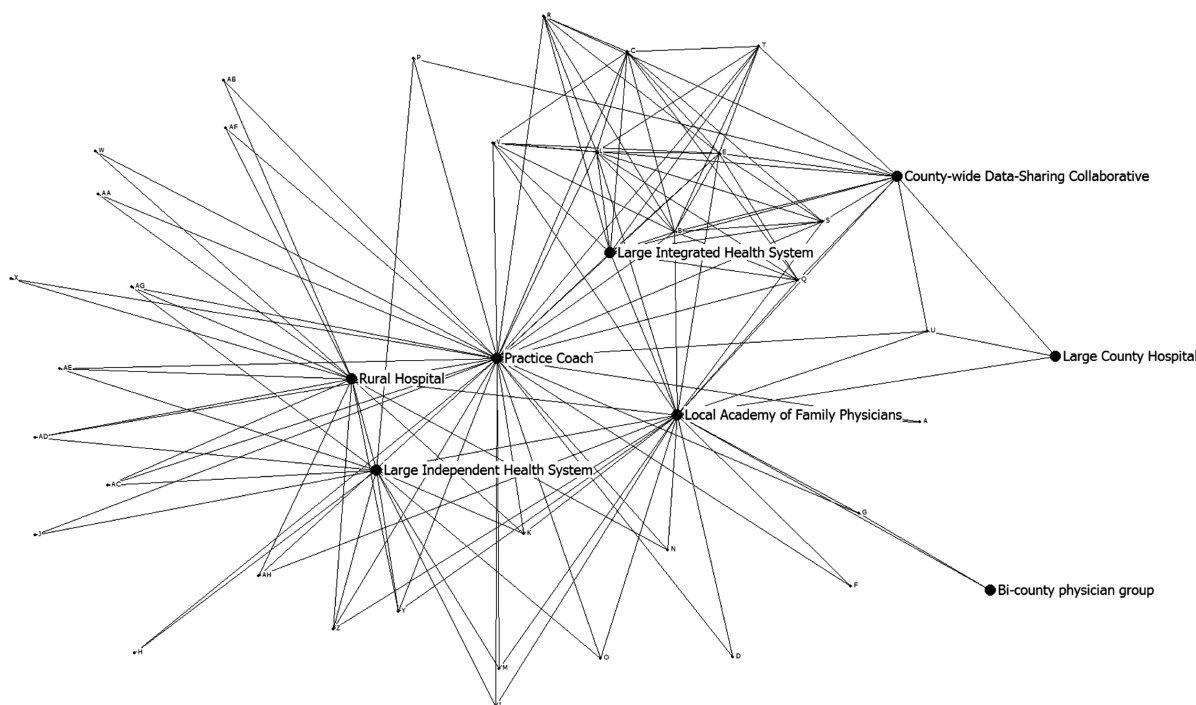 R
C
T
P
AB
AF
V
W
E
County-wide Data-Sharing Collaborative
AA
S
B
Large Integrated Health System
X
Q
AG
U
Large County Hospital
Practice Coach
AE
Rural Hospital
Local Academy of Family Physicians
A
AD
Large Independent Health System
AC
G
J
K
N
AH
F
Bi-county physician group
Y
Z
H
M
O
D